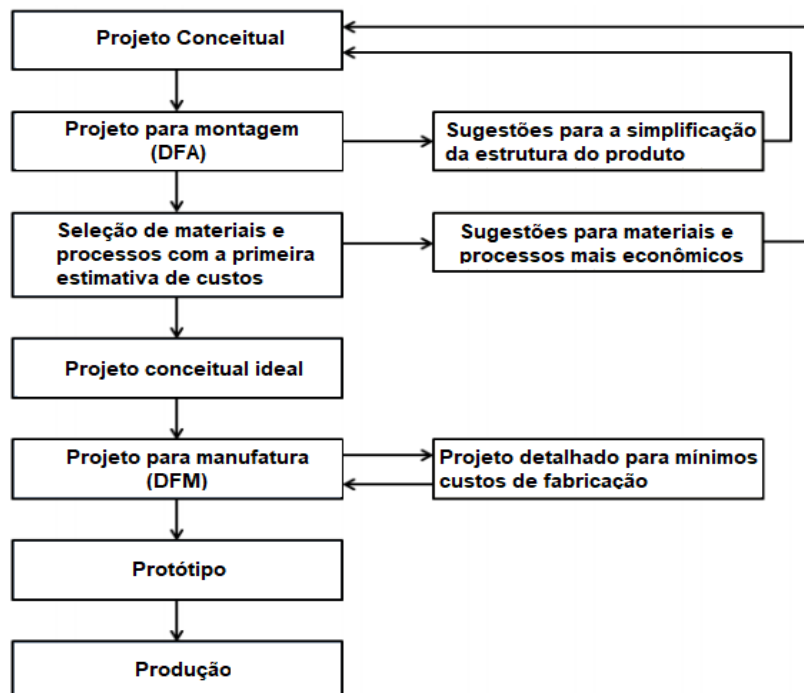 Projeto Conceitual
Projeto para montagem
(DFA)
Sugestões para a simplificação
da estrutura do produto
Seleção de materiais e
processos com a primeira
estimativa de custos
Sugestões para materiais e
processos mais econômicos
Projeto conceitual ideal
Projeto para manufatura
(DFM)
Projeto detalhado para mínimos
custos de fabricação
Protótipo
Produção